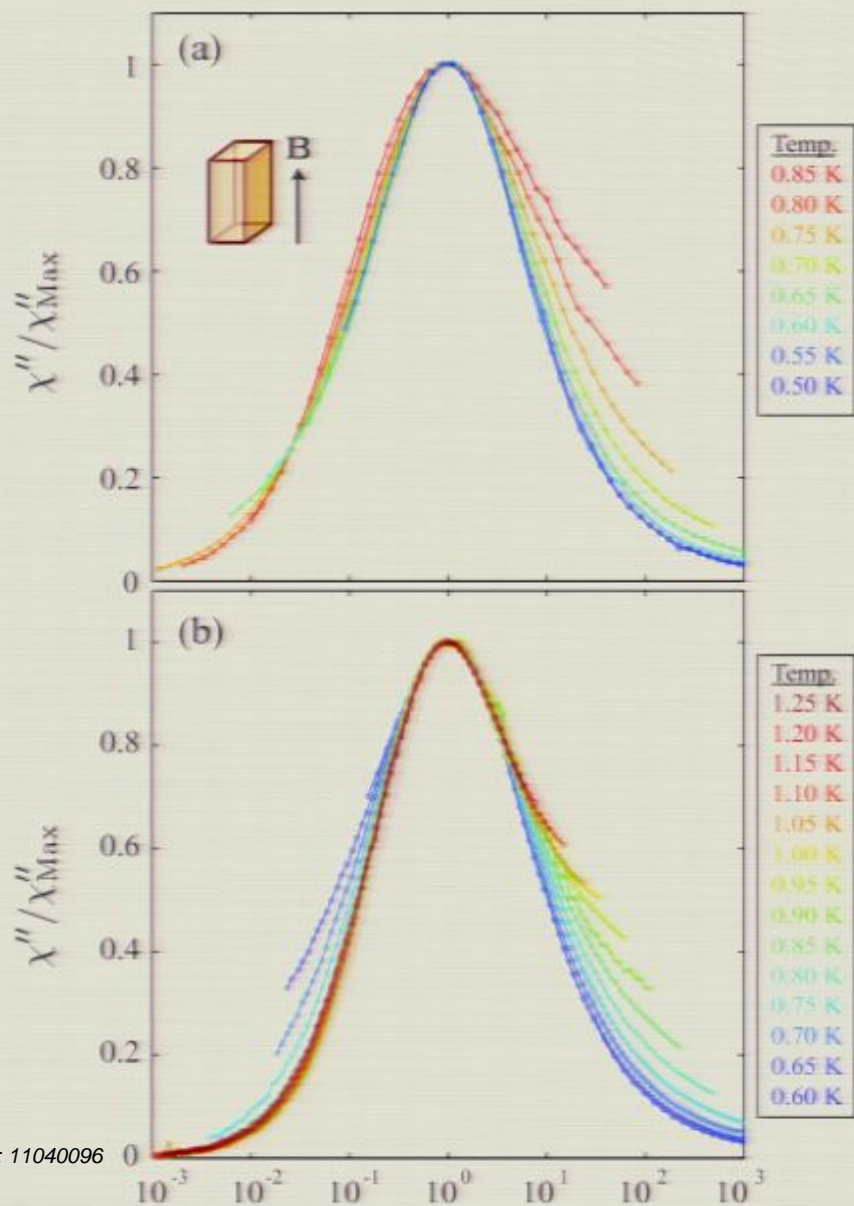 (a)
B
χ″/χ″Max
1
0.8
0.6
0.4
0.2
0
Temp.
0.85 K
0.80 K
0.75 K
0.70 K
0.65 K
0.60 K
0.55 K
0.50 K
(b)
χ″/χ″Max
1
0.8
0.6
0.4
0.2
0
Temp.
1.25 K
1.20 K
1.15 K
1.10 K
1.05 K
1.00 K
0.95 K
0.90 K
0.85 K
0.80 K
0.75 K
0.70 K
0.65 K
0.60 K
: 11040096
10⁻³ 10⁻² 10⁻¹ 10⁰ 10¹ 10² 10³